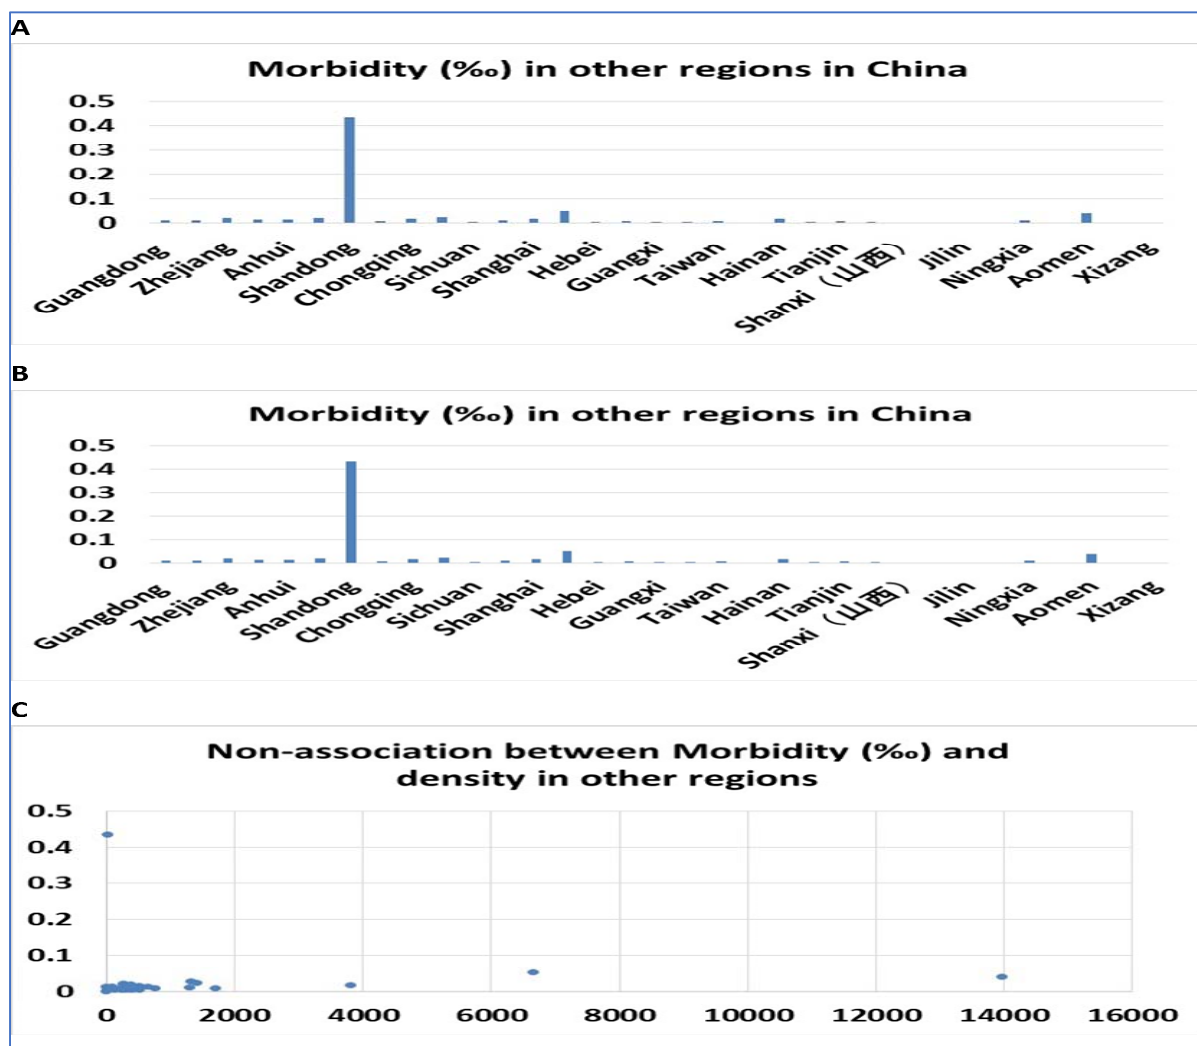 A
Morbidity (‰) in other regions in China
0.5
0.4
0.3
0.2
0.1
0
Guangdong Zhejiang Anhui Shandong Chongqing Sichuan Shanghai Hebei Guangxi Taiwan Hainan Tianjin Shanxi（山西） Jilin Ningxia Aomen Xizang
B
Morbidity (‰) in other regions in China
0.5
0.4
0.3
0.2
0.1
0
Guangdong Zhejiang Anhui Shandong Chongqing Sichuan Shanghai Hebei Guangxi Taiwan Hainan Tianjin Shanxi（山西） Jilin Ningxia Aomen Xizang
C
Non-association between Morbidity (‰) and
density in other regions
0.5
0.4
0.3
0.2
0.1
0
0 2000 4000 6000 8000 10000 12000 14000 16000